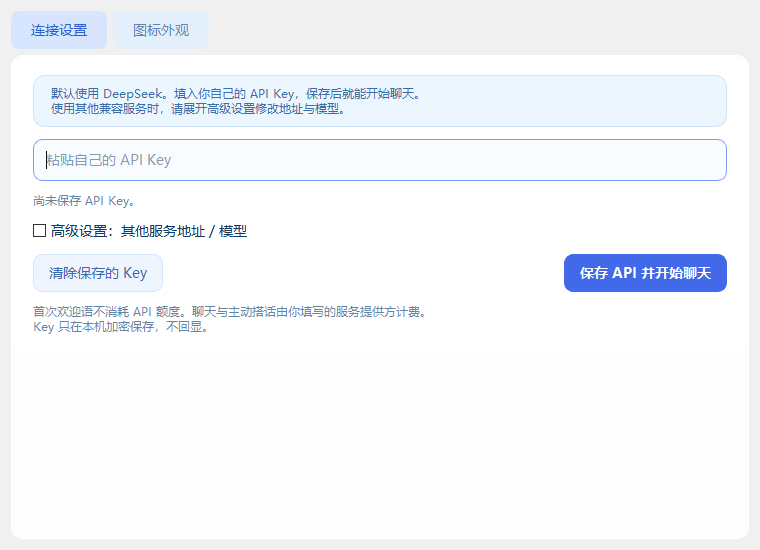 连接设置
图标外观
默认使用 DeepSeek。填入你自己的 API Key，保存后就能开始聊天。
使用其他兼容服务时，请展开高级设置修改地址与模型。
粘贴自己的 API Key
尚未保存 API Key。
高级设置：其他服务地址 / 模型
清除保存的 Key
保存 API 并开始聊天
首次欢迎语不消耗 API 额度。聊天与主动搭话由你填写的服务提供方计费。
Key 只在本机加密保存，不回显。